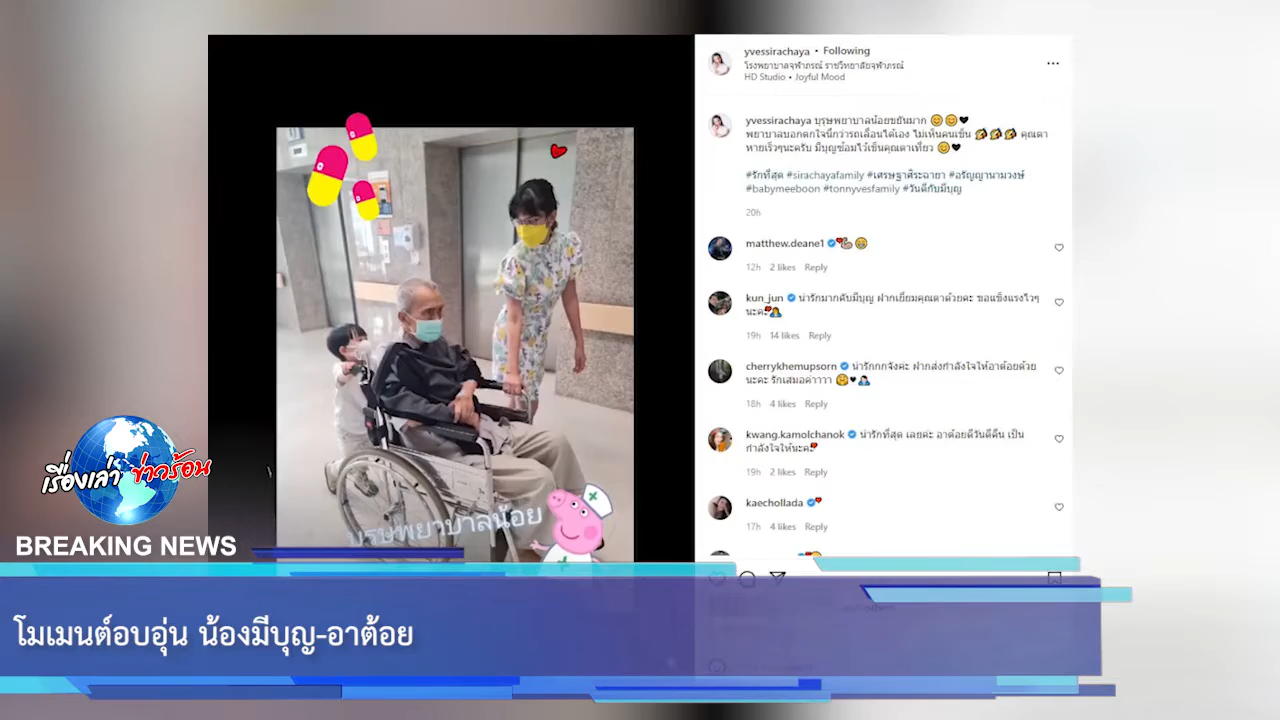 yvessirachaya • Following
โรงพยาบาลจุฬาภรณ์ ราชวิทยาลัยจุฬาภรณ์
HD Studio • Joyful Mood
yvessirachaya บุรุษพยาบาลน้อยขยันมาก
พยาบาลบอกตกใจนึกว่ารถเลื่อนได้เอง ไม่เห็นคนเข็น คุณตา
หายเร็วๆนะครับ มีบุญซ้อมไว้เข็นคุณตาเที่ยว
#รักที่สุด #sirachayafamily #เศรษฐาศิระฉายา #อรัญญานามวงษ์
#babymeeboon #tonnyvesfamily #วันดีกับมีบุญ
20h
matthew.deane1
12h 2 likes Reply
kun_jun น่ารักมากคับมีบุญ ฝากเยี่ยมคุณตาด้วยคะ ขอแข็งแรงไวๆ
นะคะ
19h 14 likes Reply
cherrykhemupsorn น่ารักกกจังค่ะ ฝากส่งกำลังใจให้อาต้อยด้วย
นะคะ รักเสมอค่าาาา
18h 4 likes Reply
kwang.kamolchanok น่ารักที่สุด เลยค่ะ อาต้อยดีวันดีคืน เป็น
กำลังใจให้นะคะ
19h 2 likes Reply
kaechollada
17h 4 likes Reply
บุรุษพยาบาลน้อย
เรื่องเล่า ข่าวร้อน
BREAKING NEWS
โมเมนต์อบอุ่น น้องมีบุญ-อาต้อย